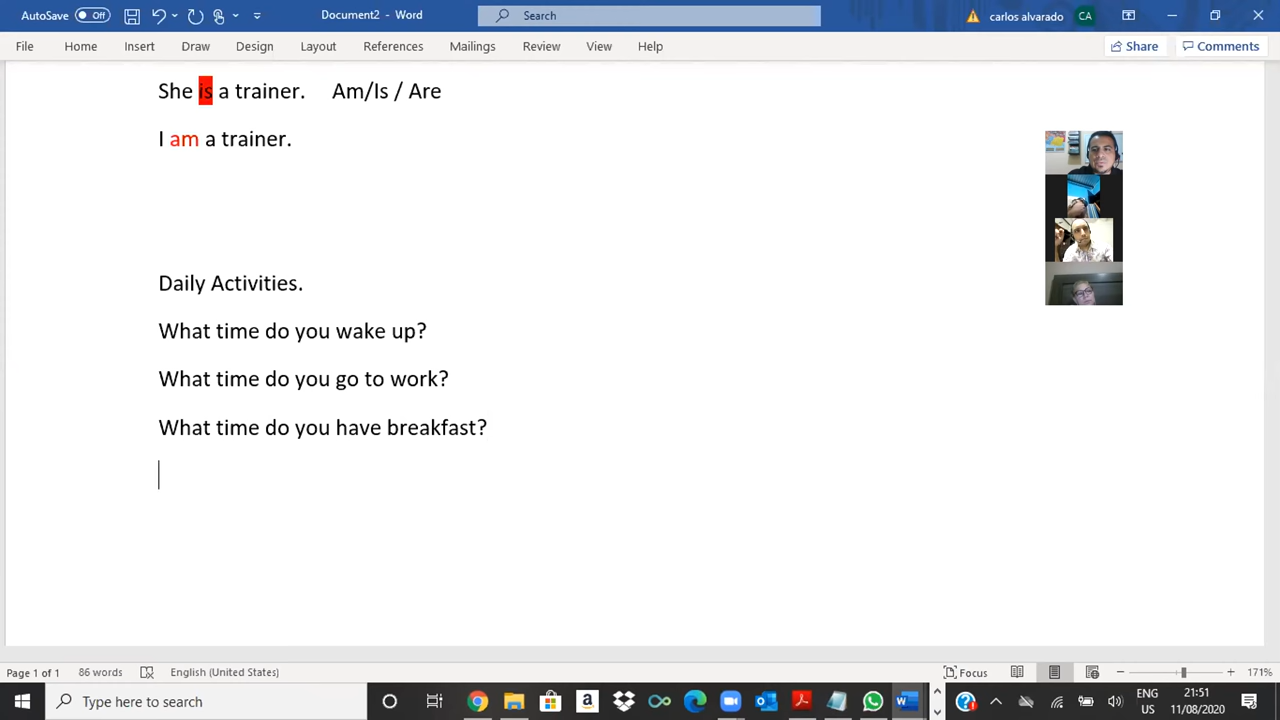 AutoSave Off Document2 - Word Search carlos alvarado CA
File Home Insert Draw Design Layout References Mailings Review View Help Share Comments
She is a trainer. Am/Is / Are
I am a trainer.
Daily Activities.
What time do you wake up?
What time do you go to work?
What time do you have breakfast?
Page 1 of 1 86 words English (United States) Focus 171%
Type here to search ENG 21:51
US 11/08/2020